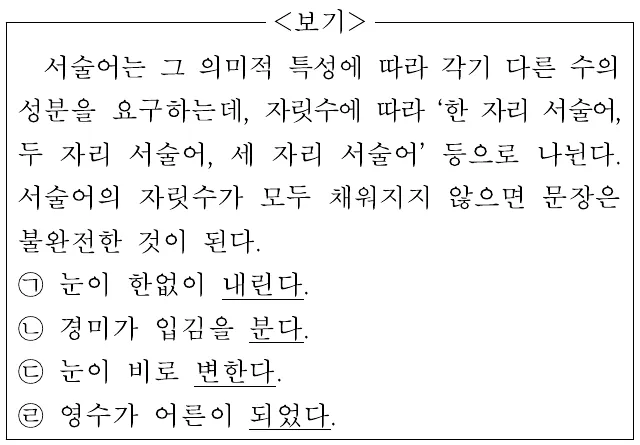 <보기>
서술어는 그 의미적 특성에 따라 각기 다른 수의
성분을 요구하는데, 자릿수에 따라 ‘한 자리 서술어,
두 자리 서술어, 세 자리 서술어’ 등으로 나뉜다.
서술어의 자릿수가 모두 채워지지 않으면 문장은
불완전한 것이 된다.
㉠ 눈이 한없이 내린다.
㉡ 경미가 입김을 분다.
㉢ 눈이 비로 변한다.
㉣ 영수가 어른이 되었다.